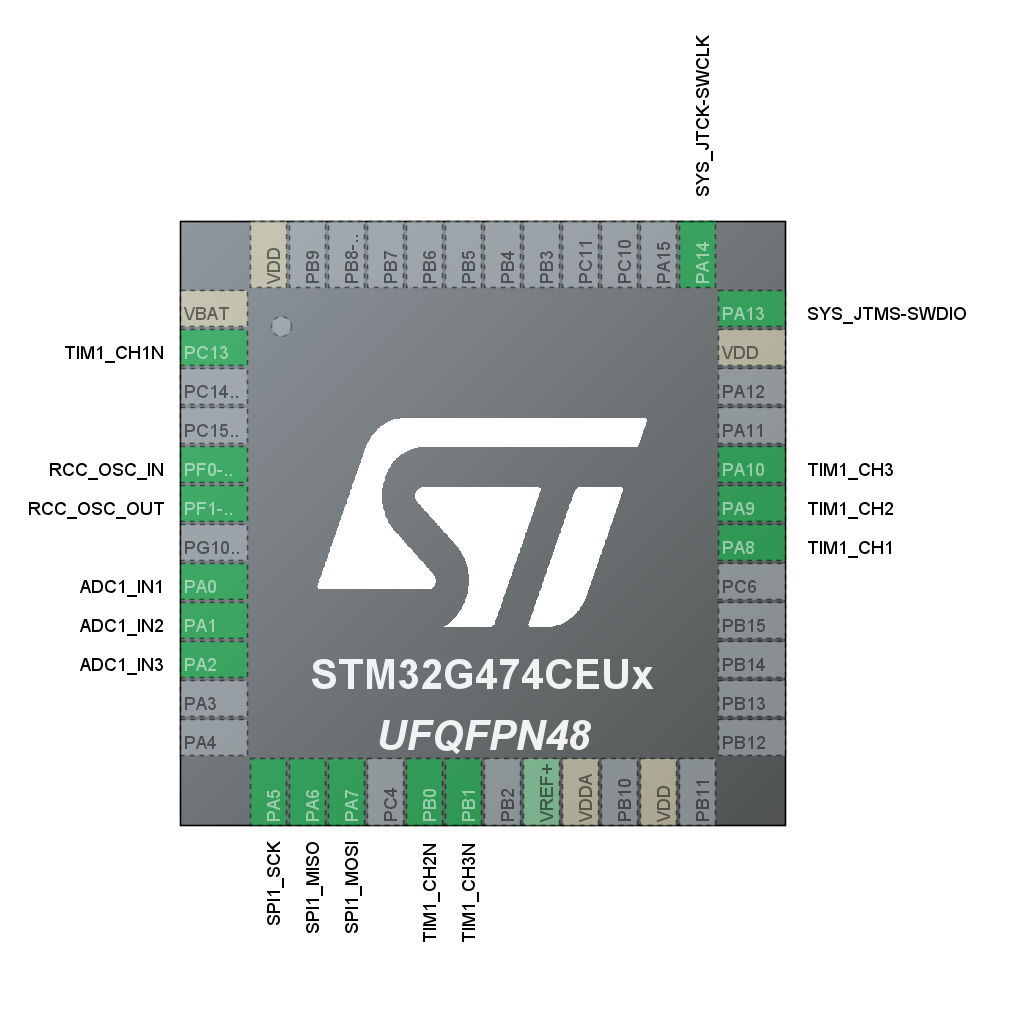 SYS_JTCK-SWCLK
VDD
PB9
PB8-..
PB7
PB6
PB5
PB4
PB3
PC11
PC10
PA15
PA14
VBAT
TIM1_CH1N
PC13
PC14..
PC15..
RCC_OSC_IN
PF0-..
RCC_OSC_OUT
PF1-..
PG10..
ADC1_IN1
PA0
ADC1_IN2
PA1
ADC1_IN3
PA2
PA3
PA4
PA13
SYS_JTMS-SWDIO
VDD
PA12
PA11
PA10
TIM1_CH3
PA9
TIM1_CH2
PA8
TIM1_CH1
PC6
PB15
PB14
PB13
PB12
ST
STM32G474CEUx
UFQFPN48
PA5
PA6
PA7
PC4
PB0
PB1
PB2
VREF+
VDDA
PB10
VDD
PB11
SPI1_SCK
SPI1_MISO
SPI1_MOSI
TIM1_CH2N
TIM1_CH3N